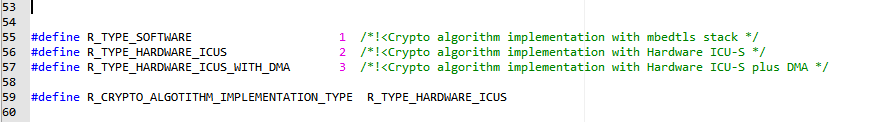 53
54
55 #define R_TYPE_SOFTWARE 1 /*!<Crypto algorithm implementation with mbedtls stack */
56 #define R_TYPE_HARDWARE_ICUS 2 /*!<Crypto algorithm implementation with Hardware ICU-S */
57 #define R_TYPE_HARDWARE_ICUS_WITH_DMA 3 /*!<Crypto algorithm implementation with Hardware ICU-S plus DMA */
58
59 #define R_CRYPTO_ALGOTITHM_IMPLEMENTATION_TYPE R_TYPE_HARDWARE_ICUS
60